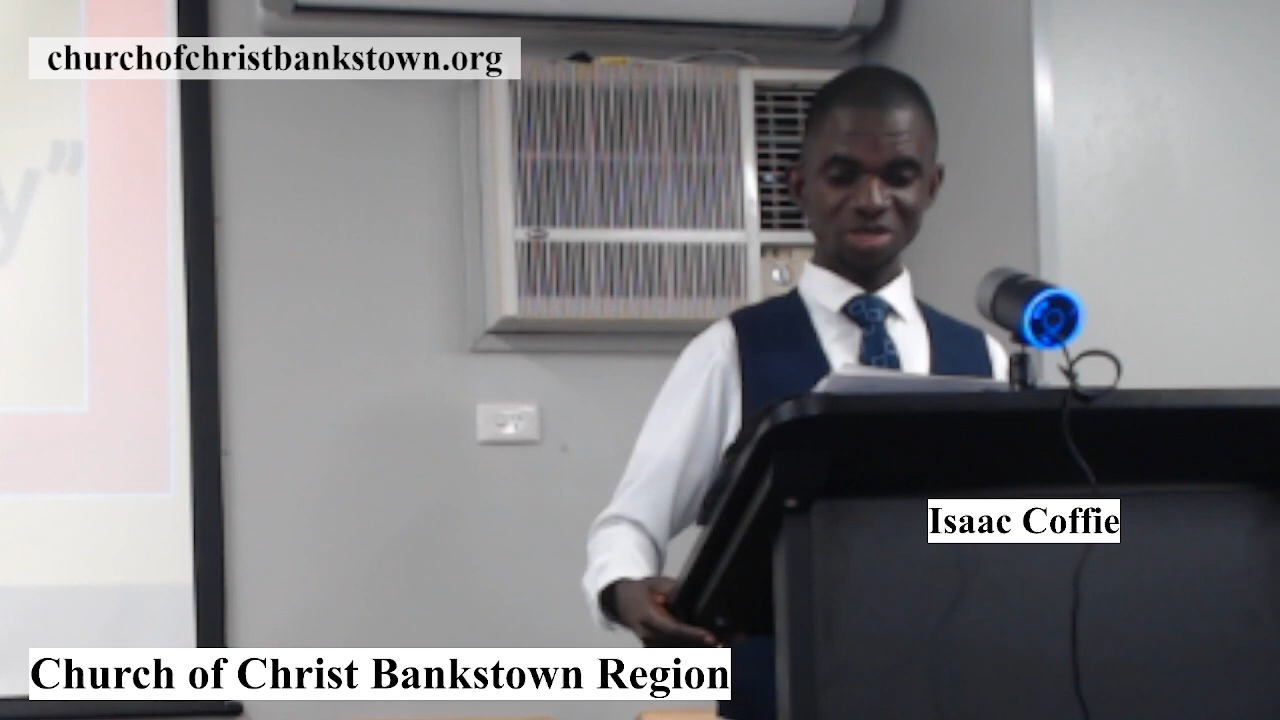 churchofchristbankstown.org
y”
Isaac Coffie
Church of Christ Bankstown Region